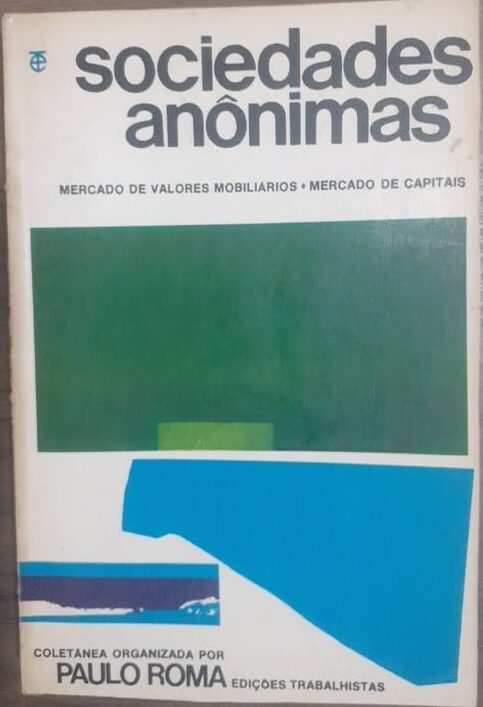 sociedades
anônimas
MERCADO DE VALORES MOBILIÁRIOS • MERCADO DE CAPITAIS
COLETÂNEA ORGANIZADA POR
PAULO ROMA EDIÇÕES TRABALHISTAS